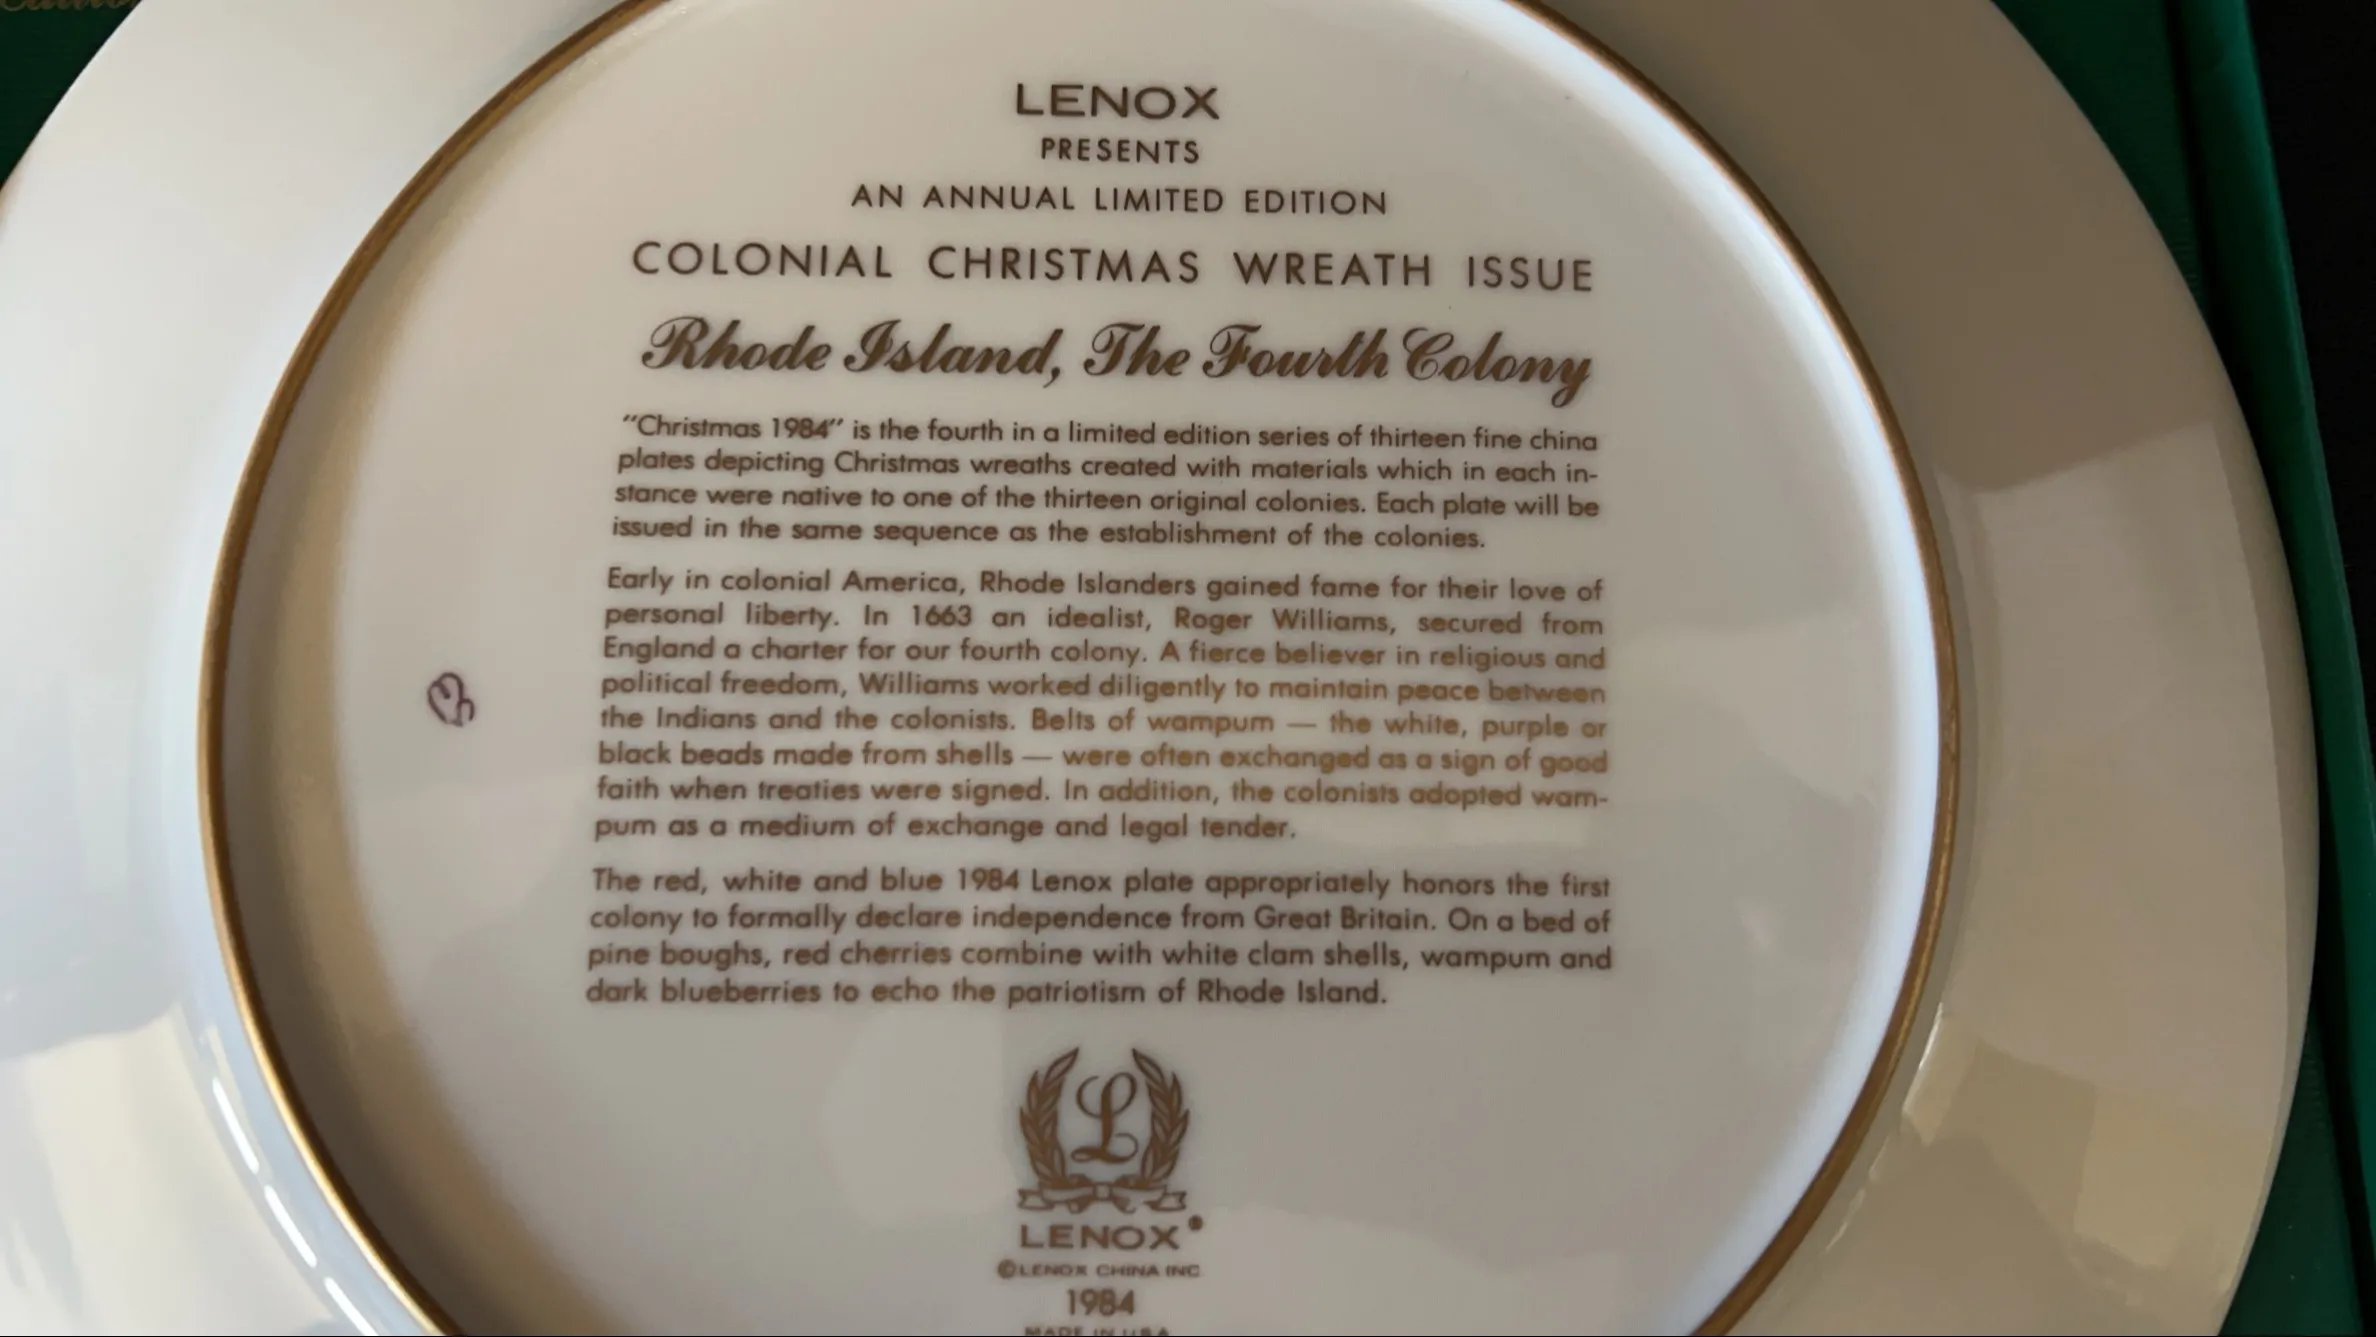 LENOX
PRESENTS
AN ANNUAL LIMITED EDITION
COLONIAL CHRISTMAS WREATH ISSUE
Rhode Island, The Fourth Colony
"Christmas 1984" is the fourth in a limited edition series of thirteen fine china
plates depicting Christmas wreaths created with materials which in each in-
stance were native to one of the thirteen original colonies. Each plate will be
issued in the same sequence as the establishment of the colonies.
Early in colonial America, Rhode Islanders gained fame for their love of
personal liberty. In 1663 an idealist, Roger Williams, secured from
England a charter for our fourth colony. A fierce believer in religious and
political freedom, Williams worked diligently to maintain peace between
the Indians and the colonists. Belts of wampum — the white, purple or
black beads made from shells — were often exchanged as a sign of good
faith when treaties were signed. In addition, the colonists adopted wam-
pum as a medium of exchange and legal tender.
The red, white and blue 1984 Lenox plate appropriately honors the first
colony to formally declare independence from Great Britain. On a bed of
pine boughs, red cherries combine with white clam shells, wampum and
dark blueberries to echo the patriotism of Rhode Island.
L
LENOX®
© LENOX CHINA INC
1984
MADE IN U.S.A.